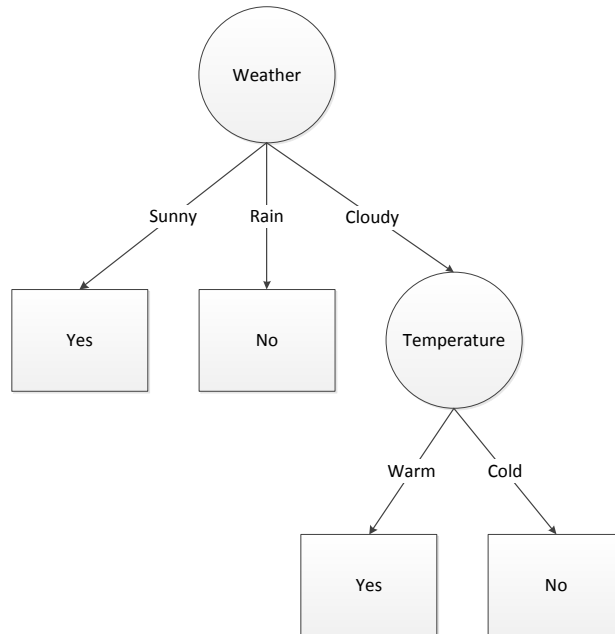 Weather
Sunny
Rain
Cloudy
Yes
No
Temperature
Warm
Cold
Yes
No